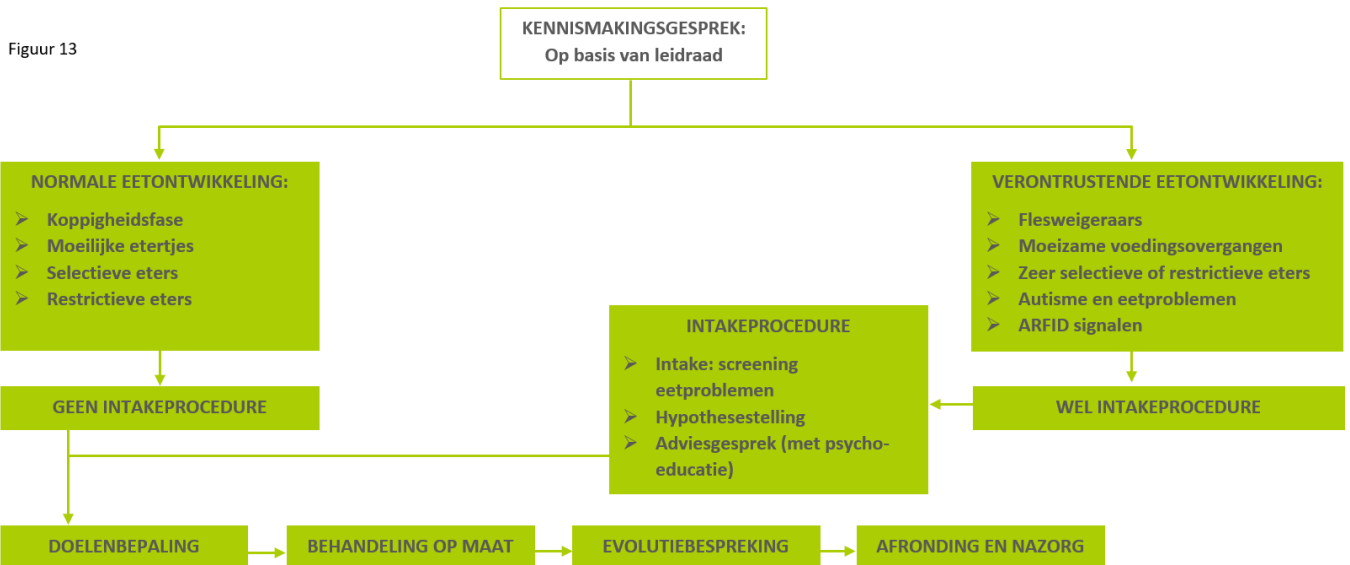 Figuur 13
KENNISMAKINGSGESPREK:
Op basis van leidraad
NORMALE EETONTWIKKELING:
Koppigheidsfase
Moeilijke etertjes
Selectieve eters
Restrictieve eters
VERONTRUSTENDE EETONTWIKKELING:
Flesweigeraars
Moeizame voedingsovergangen
Zeer selectieve of restrictieve eters
Autisme en eetproblemen
ARFID signalen
GEEN INTAKEPROCEDURE
WEL INTAKEPROCEDURE
INTAKEPROCEDURE
Intake: screening
eetproblemen
Hypothesestelling
Adviesgesprek (met psycho-
educatie)
DOELENBEPALING
BEHANDELING OP MAAT
EVOLUTIEBESPREKING
AFRONDING EN NAZORG